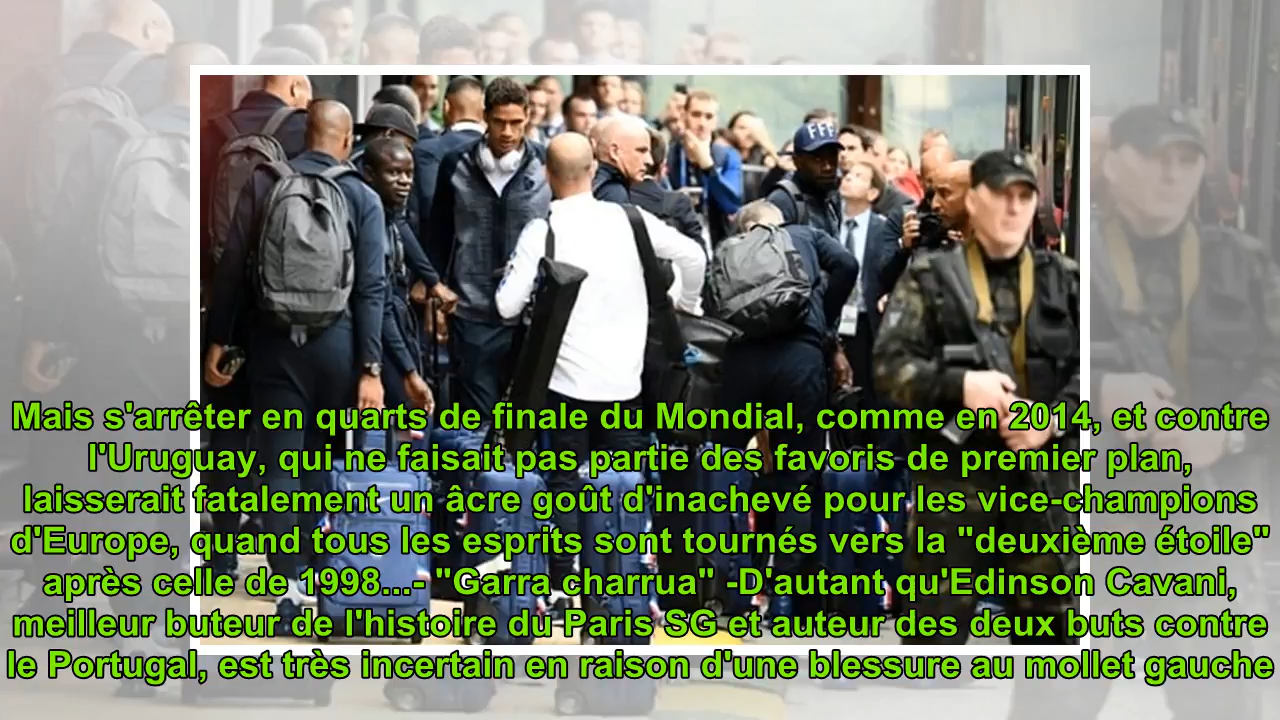 FFF
Mais s'arrêter en quarts de finale du Mondial, comme en 2014, et contre
l'Uruguay, qui ne faisait pas partie des favoris de premier plan,
laisserait fatalement un âcre goût d'inachevé pour les vice-champions
d'Europe, quand tous les esprits sont tournés vers la "deuxième étoile"
après celle de 1998...- "Garra charrua" -D'autant qu'Edinson Cavani,
meilleur buteur de l'histoire du Paris SG et auteur des deux buts contre
le Portugal, est très incertain en raison d'une blessure au mollet gauche